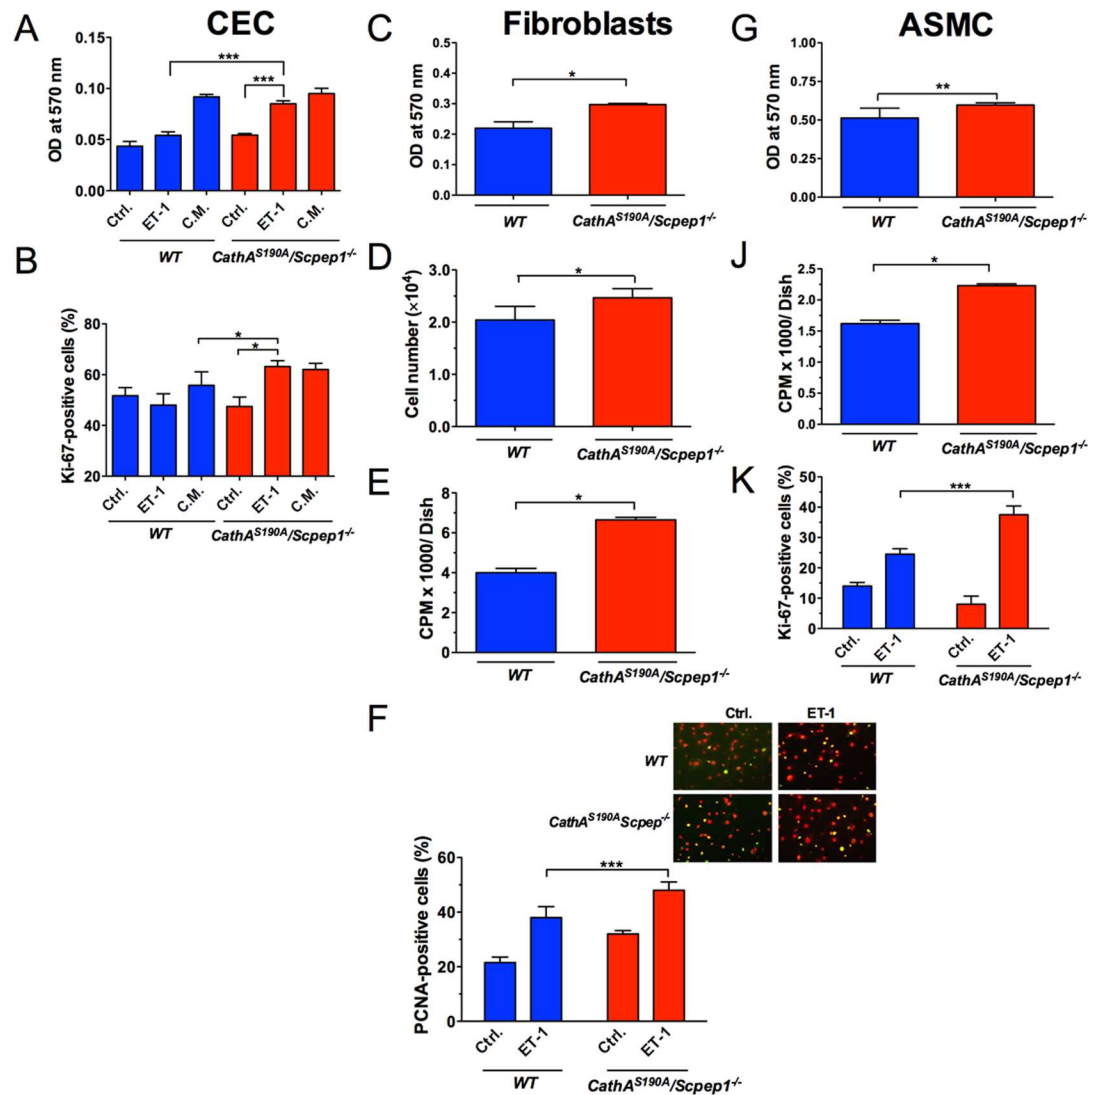 A
CEC
OD at 570 nm
0.15
0.10
0.05
0.00
***
***
Ctrl.
ET-1
C.M.
Ctrl.
ET-1
C.M.
WT
CathA^S190A/Scpep1^-/-
B
Ki-67-positive cells (%)
80
60
40
20
*
*
Ctrl.
ET-1
C.M.
Ctrl.
ET-1
C.M.
WT
CathA^S190A/Scpep1^-/-
C
Fibroblasts
OD at 570 nm
0.5
0.4
0.3
0.2
0.1
0.0
*
WT
CathA^S190A/Scpep1^-/-
D
Cell number (×10^4)
3.0
2.0
1.0
0.0
*
WT
CathA^S190A/Scpep1^-/-
E
CPM x 1000/ Dish
8
6
4
2
0
*
WT
CathA^S190A/Scpep1^-/-
F
Ctrl.
ET-1
WT
CathA^S190A Scpep^-/-
PCNA-positive cells (%)
60
40
20
0
***
Ctrl.
ET-1
Ctrl.
ET-1
WT
CathA^S190A/Scpep1^-/-
G
ASMC
OD at 570 nm
1.00
0.75
0.50
0.25
0.00
**
WT
CathA^S190A/Scpep1^-/-
J
CPM x 1000/ Dish
2.5
2.0
1.5
1.0
0.5
0.0
*
WT
CathA^S190A/Scpep1^-/-
K
Ki-67-positive cells (%)
50
40
30
20
10
0
***
Ctrl.
ET-1
Ctrl.
ET-1
WT
CathA^S190A/Scpep1^-/-